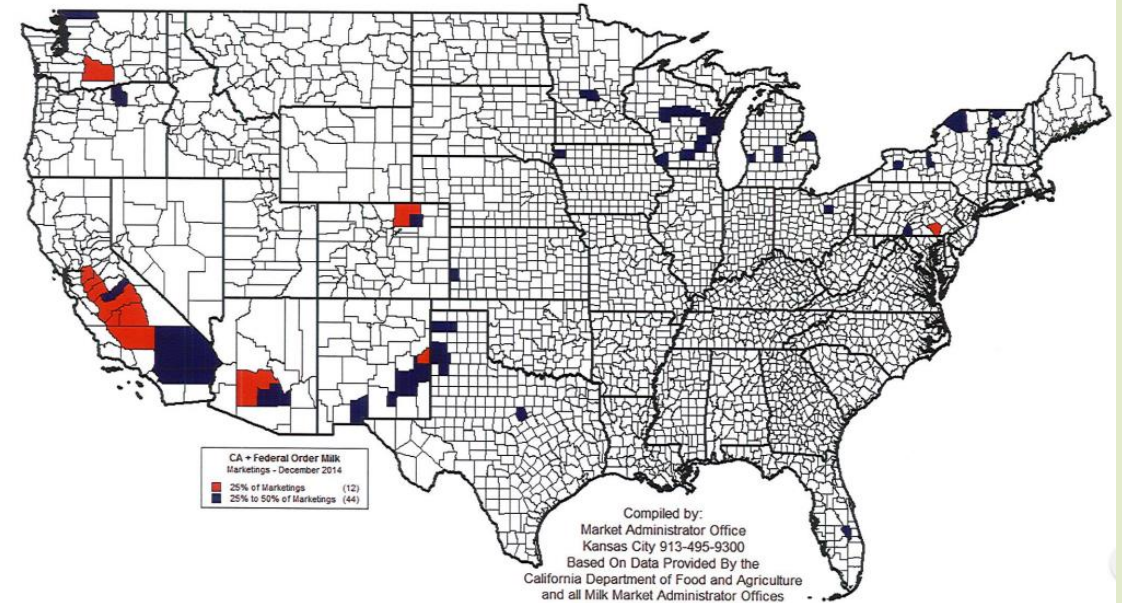 CA + Federal Order Milk
Marketings - December 2014
25% of Marketings (12)
25% to 50% of Marketings (44)
Compiled by:
Market Administrator Office
Kansas City 913-495-9300
Based On Data Provided By the
California Department of Food and Agriculture
and all Milk Market Administrator Offices